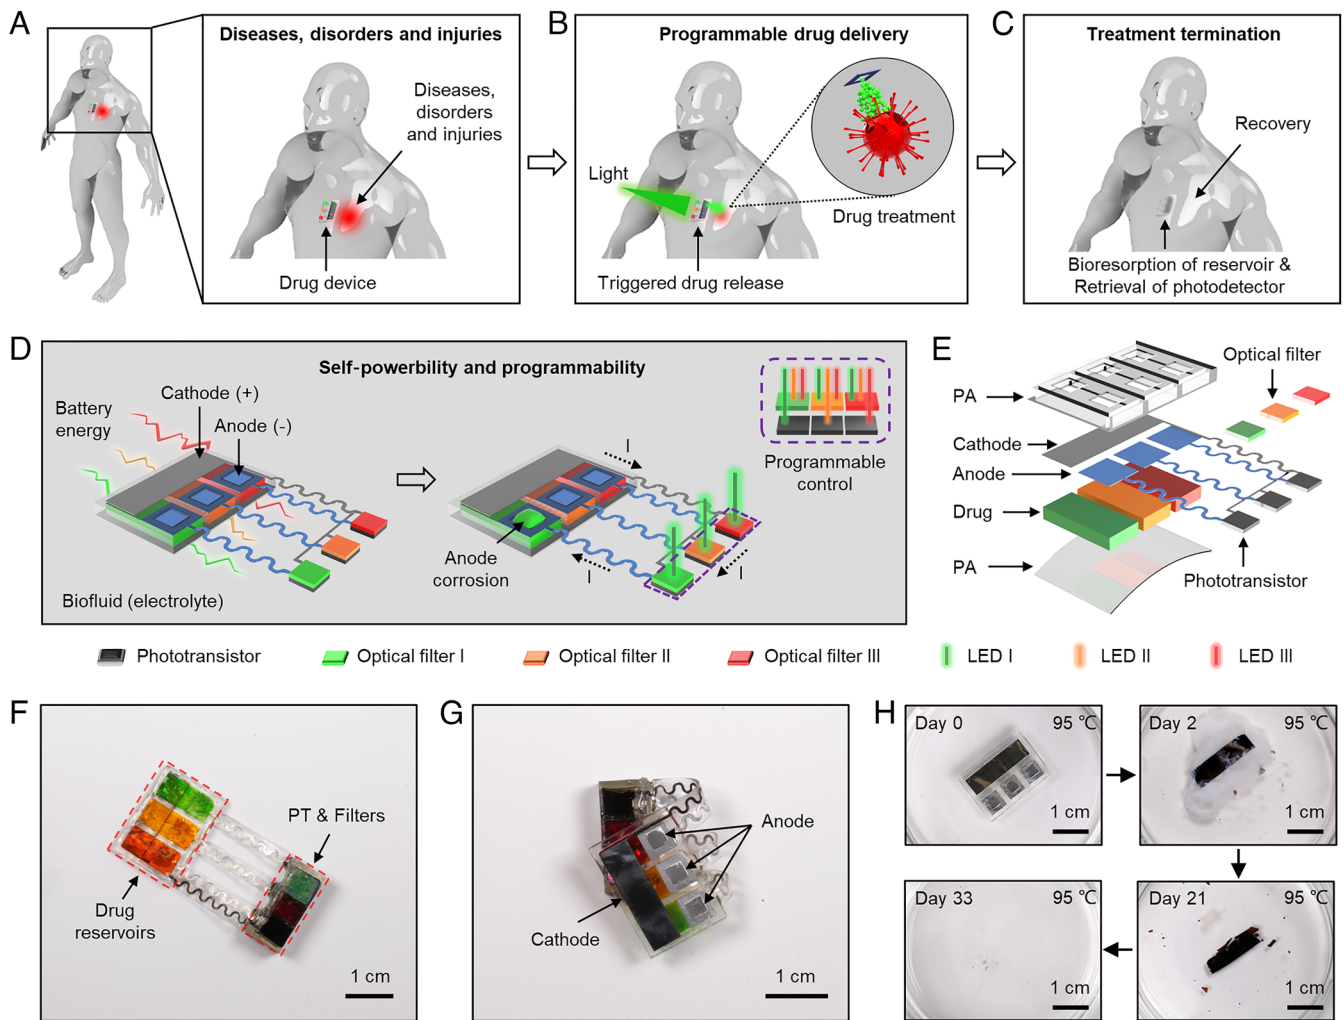 A
Diseases, disorders and injuries
Diseases,
disorders
and injuries
Drug device
B
Programmable drug delivery
Light
Drug treatment
Triggered drug release
C
Treatment termination
Recovery
Bioresorption of reservoir &
Retrieval of photodetector
D
Self-powerbility and programmability
Battery
energy
Cathode (+)
Anode (-)
Biofluid (electrolyte)
I
Anode
corrosion
I
I
Programmable
control
E
Optical filter
PA
Cathode
Anode
Drug
PA
Phototransistor
Phototransistor
Optical filter I
Optical filter II
Optical filter III
LED I
LED II
LED III
F
PT & Filters
Drug
reservoirs
1 cm
G
Anode
Cathode
1 cm
H
Day 0
95 ℃
1 cm
Day 2
95 ℃
1 cm
Day 33
95 ℃
1 cm
Day 21
95 ℃
1 cm